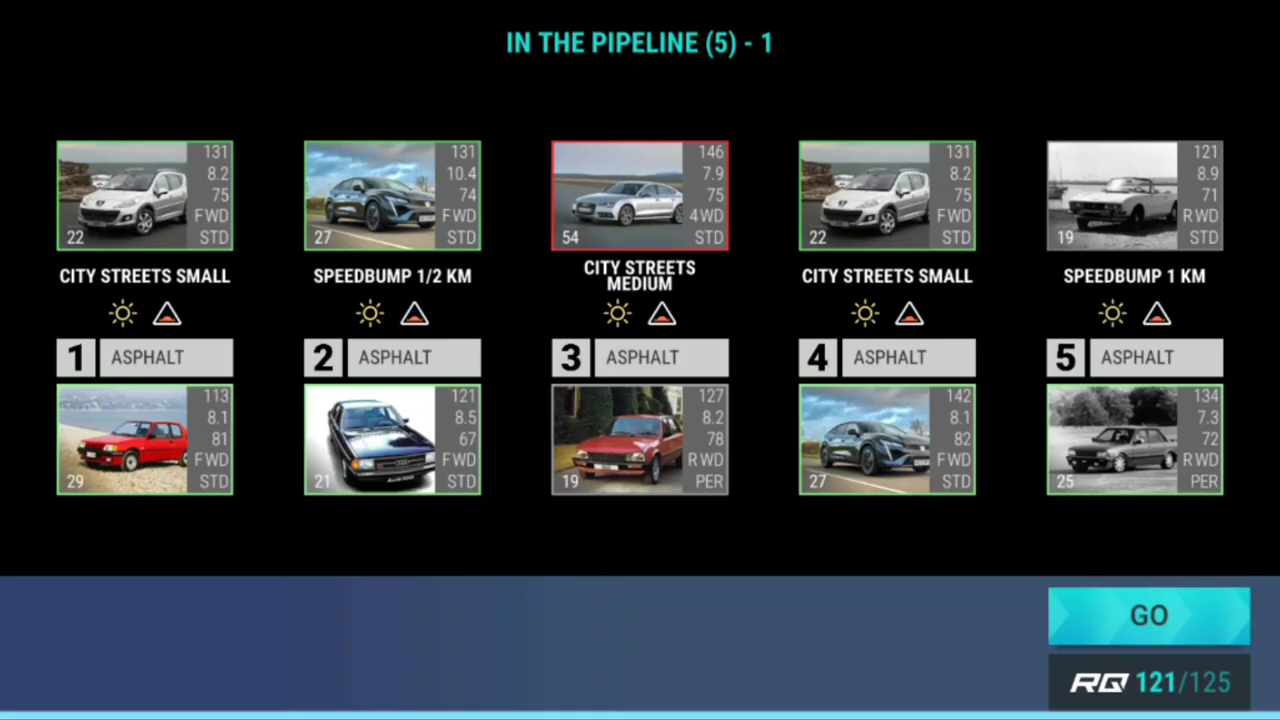 IN THE PIPELINE (5) - 1
131
8.2
75
FWD
STD
22
131
10.4
74
FWD
STD
27
146
7.9
75
4WD
STD
54
131
8.2
75
FWD
STD
22
121
8.9
71
RWD
STD
19
CITY STREETS SMALL
SPEEDBUMP 1/2 KM
CITY STREETS
MEDIUM
CITY STREETS SMALL
SPEEDBUMP 1 KM
1 ASPHALT
2 ASPHALT
3 ASPHALT
4 ASPHALT
5 ASPHALT
113
8.1
81
FWD
STD
29
121
8.5
67
FWD
STD
21
127
8.2
78
RWD
PER
19
142
8.1
82
FWD
STD
27
134
7.3
72
RWD
PER
25
GO
RQ 121/125